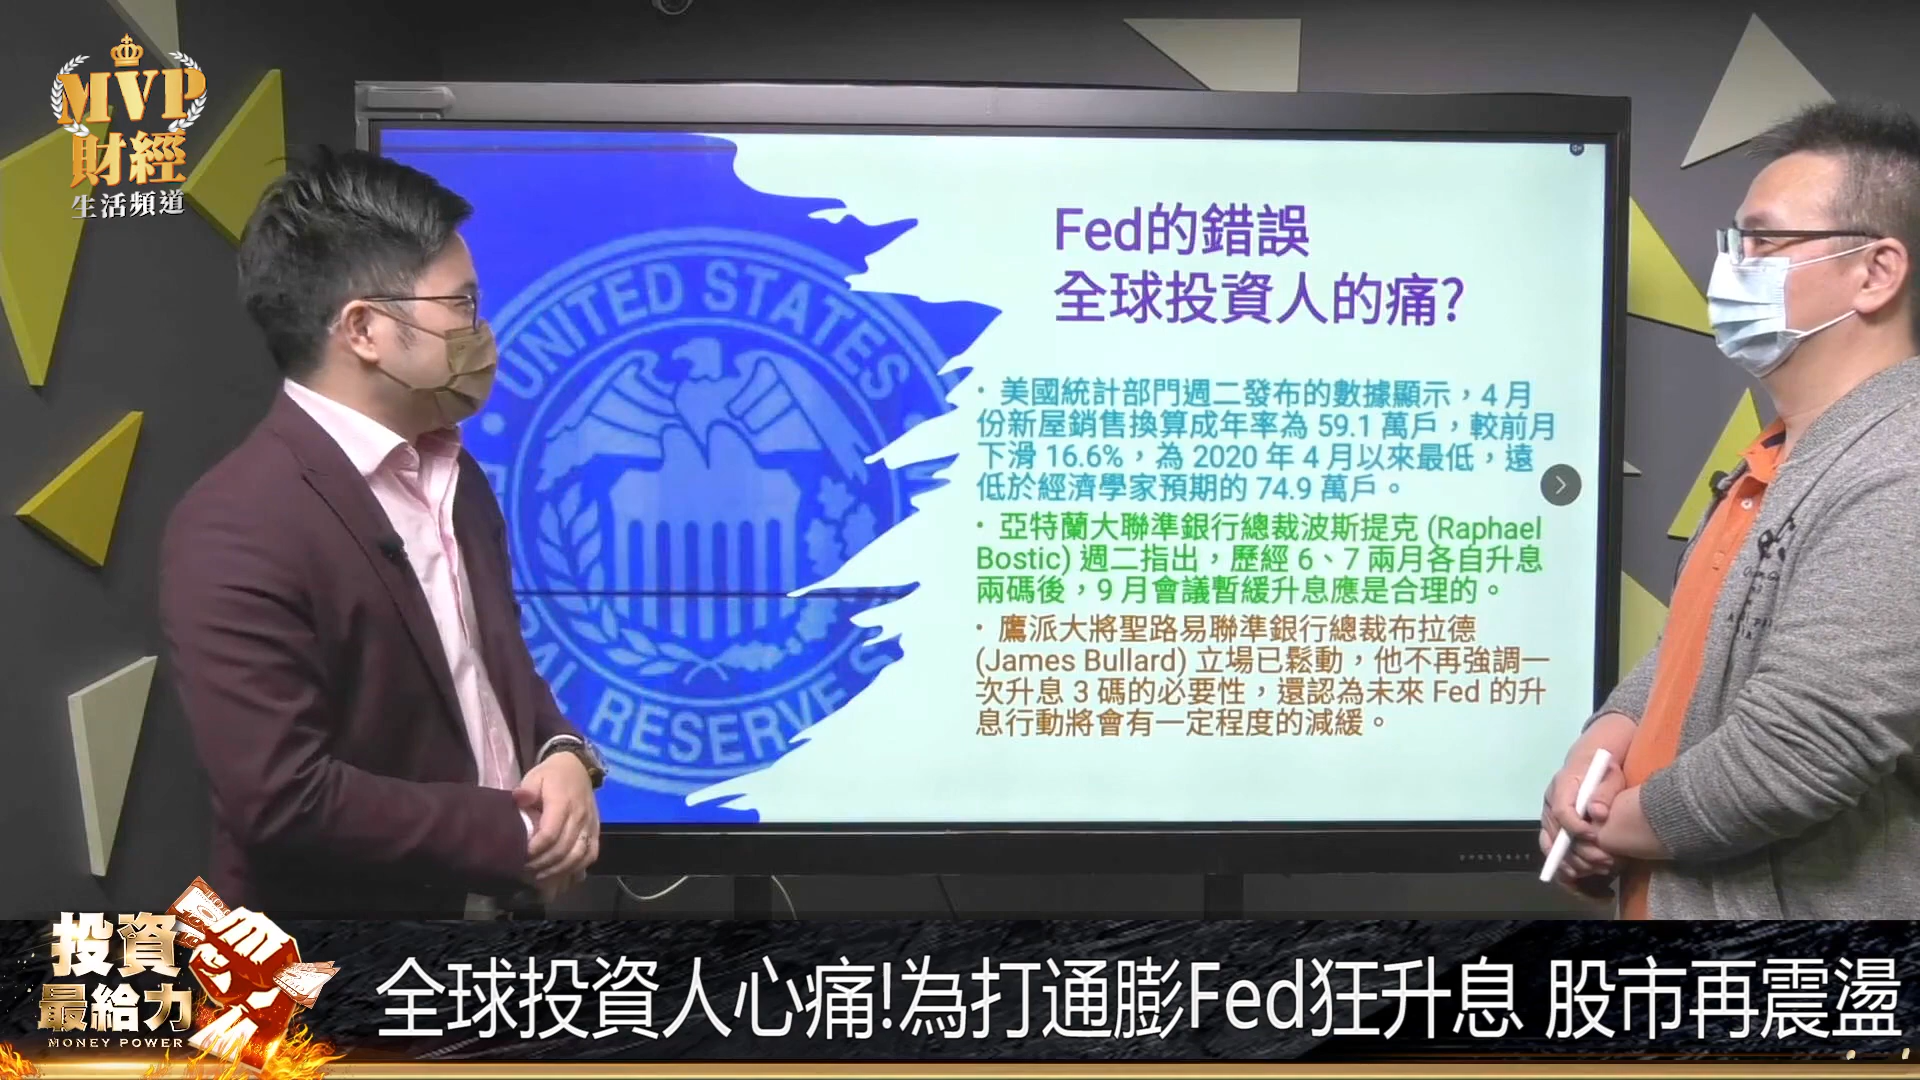 MVP
財經
生活頻道
UNITED STATES
RAL RESERVE S
Fed的錯誤
全球投資人的痛?
• 美國統計部門週二發布的數據顯示，4 月
份新屋銷售換算成年率為 59.1 萬戶，較前月
下滑 16.6%，為 2020 年 4 月以來最低，遠
低於經濟學家預期的 74.9 萬戶。
• 亞特蘭大聯準銀行總裁波斯提克 (Raphael
Bostic) 週二指出，歷經 6、7 兩月各自升息
兩碼後，9 月會議暫緩升息應是合理的。
• 鷹派大將聖路易聯準銀行總裁布拉德
(James Bullard) 立場已鬆動，他不再強調一
次升息 3 碼的必要性，還認為未來 Fed 的升
息行動將會有一定程度的減緩。
投資
最給力
MONEY POWER
全球投資人心痛!為打通膨Fed狂升息 股市再震盪